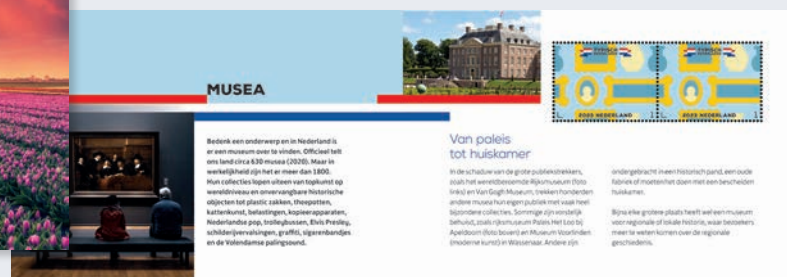 MUSEA
Bedenk een onderwerp en in Nederland is
er een museum over te vinden. Officieel telt
ons land circa 630 musea (2020). Maar in
werkelijkheid zijn het er meer dan 1800.
Hun collecties lopen uiteen van topkunst op
wereldniveau en onvervangbare historische
objecten tot plastic zakken, theepotten,
kattenkunst, belastingen, kopieerapparaten,
Nederlandse pop, trolleybussen, Elvis Presley,
schilderijvervalsingen, graffiti, sigarenbandjes
en de Volendamse palingsound.
Van paleis
tot huiskamer
In de schaduw van de grote publiekstrekkers,
zoals het wereldberoemde Rijksmuseum (foto
links) en Van Gogh Museum, trekken honderden
andere musea hun eigen publiek met vaak heel
bijzondere collecties. Sommige zijn vorstelijk
behuisd, zoals rijksmuseum Paleis Het Loo bij
Apeldoorn (foto boven) en Museum Voorlinden
(moderne kunst) in Wassenaar. Andere zijn
ondergebracht in een historisch pand, een oude
fabriek of moeten het doen met een bescheiden
huiskamer.
Bijna elke grotere plaats heeft wel een museum
voor regionale of lokale historie, waar bezoekers
meer te weten komen over de regionale
geschiedenis.
TYPISCH
TYPISCH
2023 NEDERLAND 1
2023 NEDERLAND 1